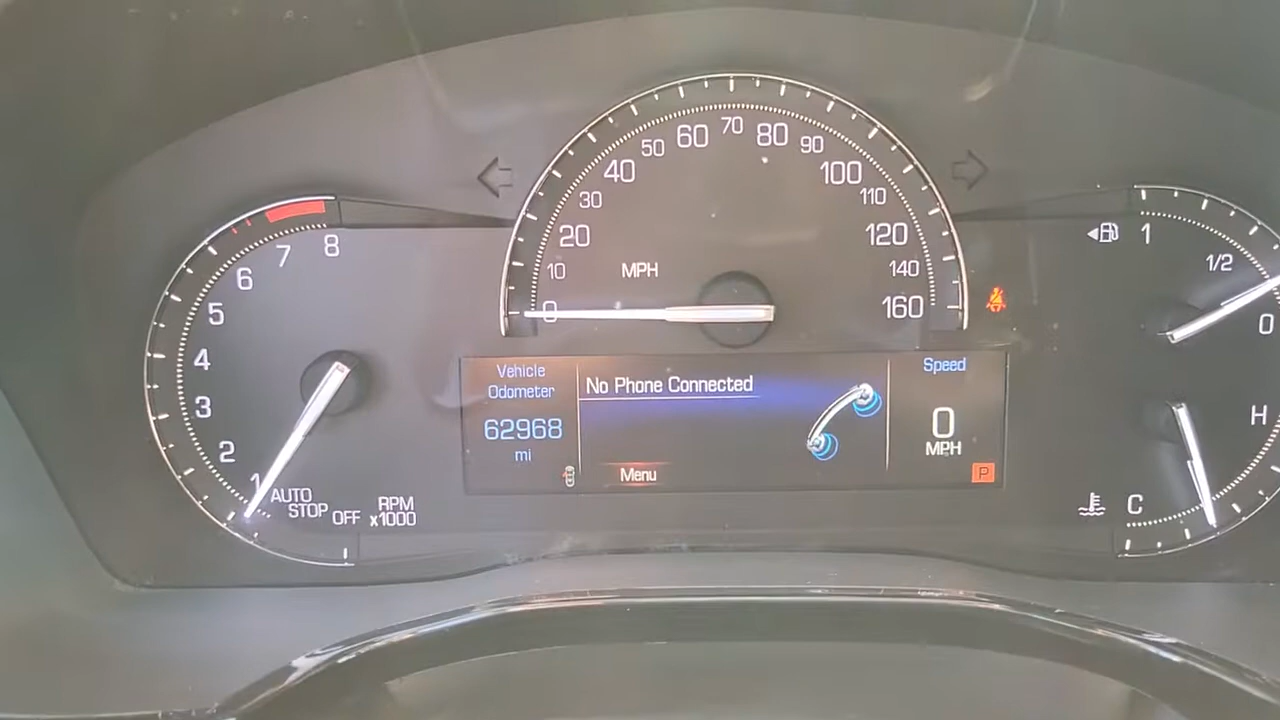 8
7
6
5
4
3
2
1
AUTO
STOP
OFF
RPM
x1000
0
10
20
30
40
50
60
70
80
90
100
110
120
140
160
MPH
1
1/2
0
H
C
Vehicle
Odometer
62968
mi
No Phone Connected
Menu
Speed
0
MPH
P